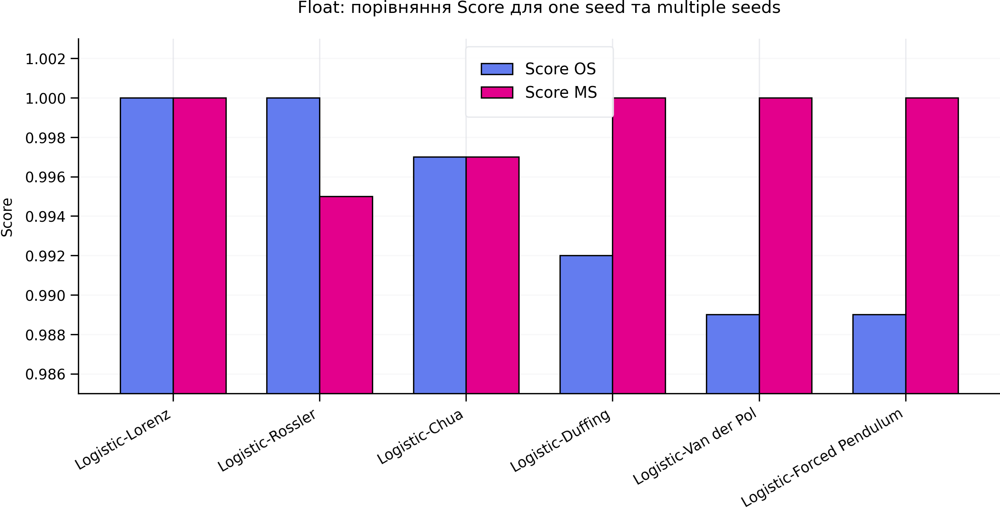 Float: порівняння Score для one seed та multiple seeds
Score OS
Score MS
1.002
1.000
0.998
0.996
0.994
0.992
0.990
0.988
0.986
Score
Logistic-Lorenz
Logistic-Rossler
Logistic-Chua
Logistic-Duffing
Logistic-Van der Pol
Logistic-Forced Pendulum